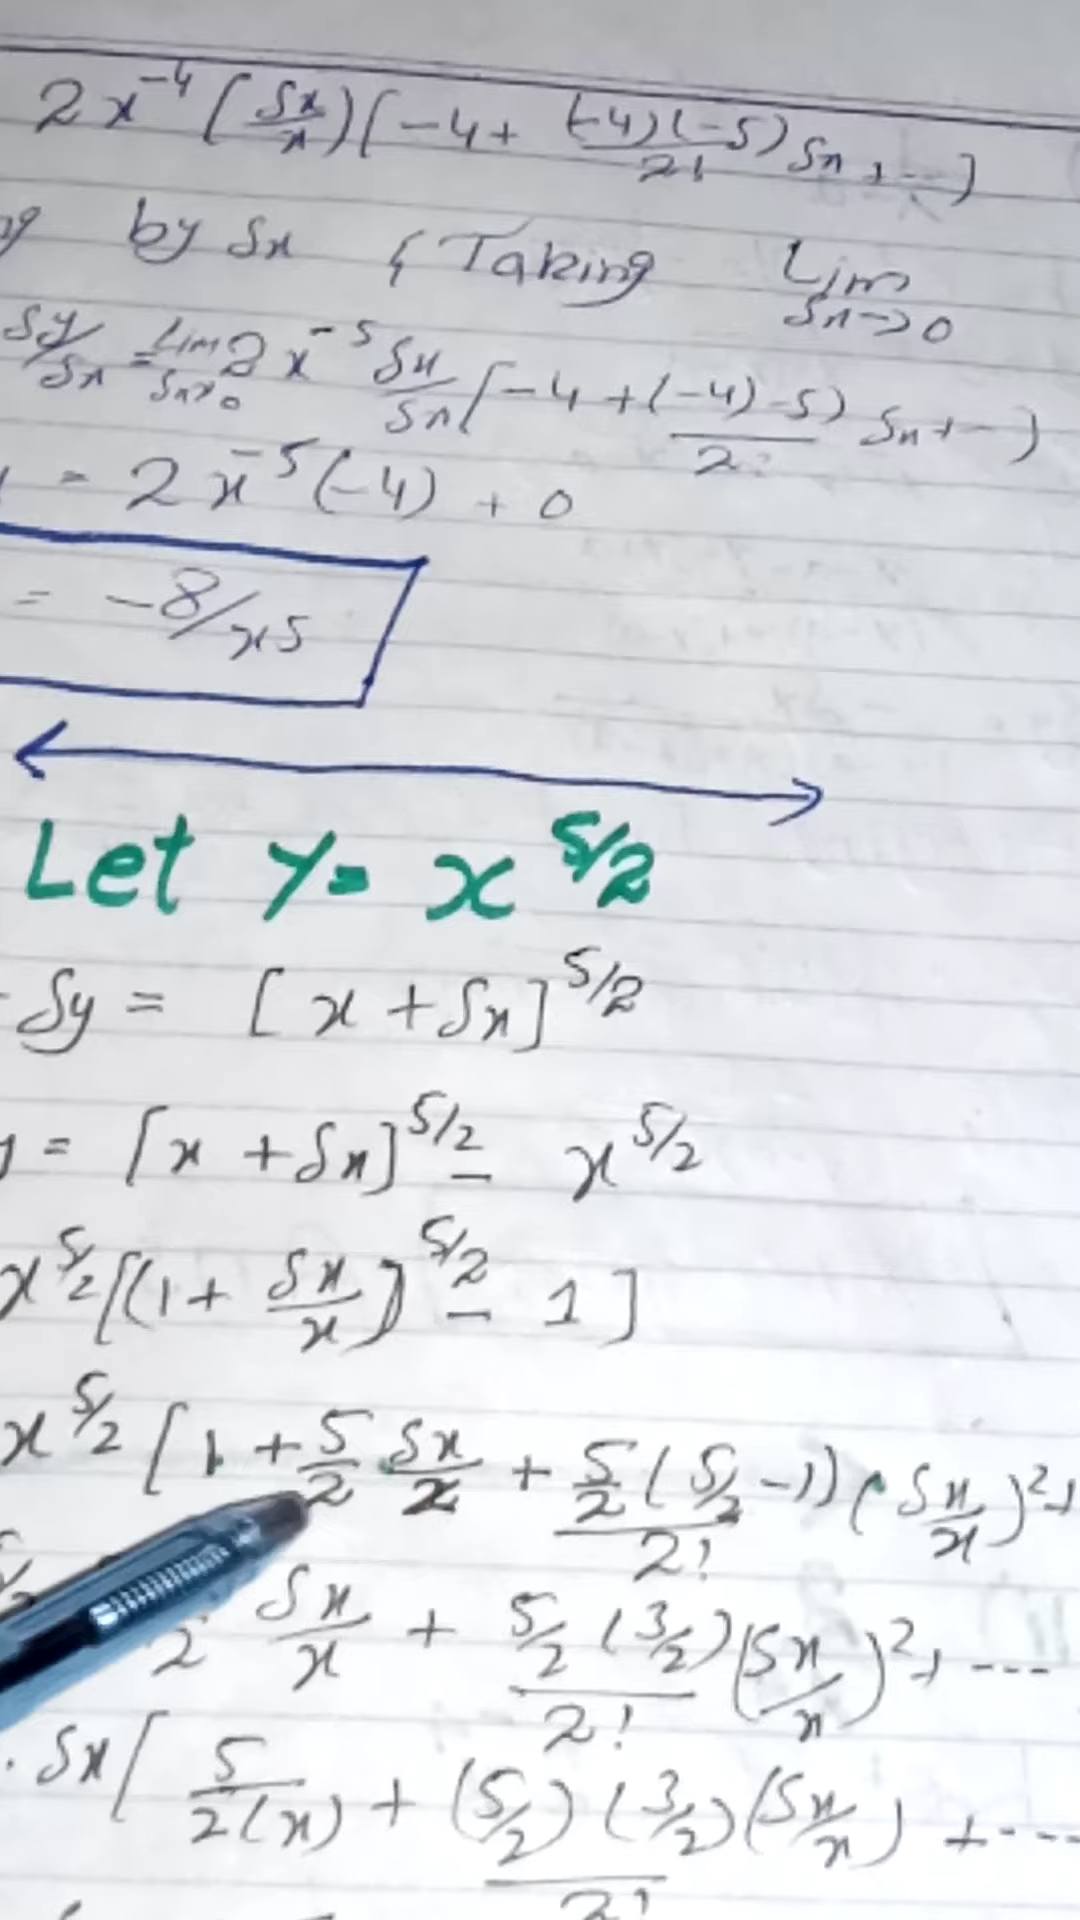 2x⁻⁴ (δx/x) (-4 + (-4)(-5)/2! δx + --)
by δx & Taking Lim δx→0
δy/δx = Lim δx→0 2x⁻⁵ δx/δx [-4 + (-4)-5)/2! δx + --)
= 2x⁻⁵(-4) + 0
= -8/x5
Let y = x^5/2
δy = [x + δx]^5/2
= [x + δx]^5/2 - x^5/2
x^5/2 [(1 + δx/x)^5/2 - 1]
x^5/2 [1 + 5/2 δx/x + 5/2 (5/2 - 1)/2! (δx/x)² +
2 δx/x + 5/2 (3/2)/2! (δx/x)² + ----
. δx [5/2(x) + (5/2)(3/2)/2! (δx/x) + ----